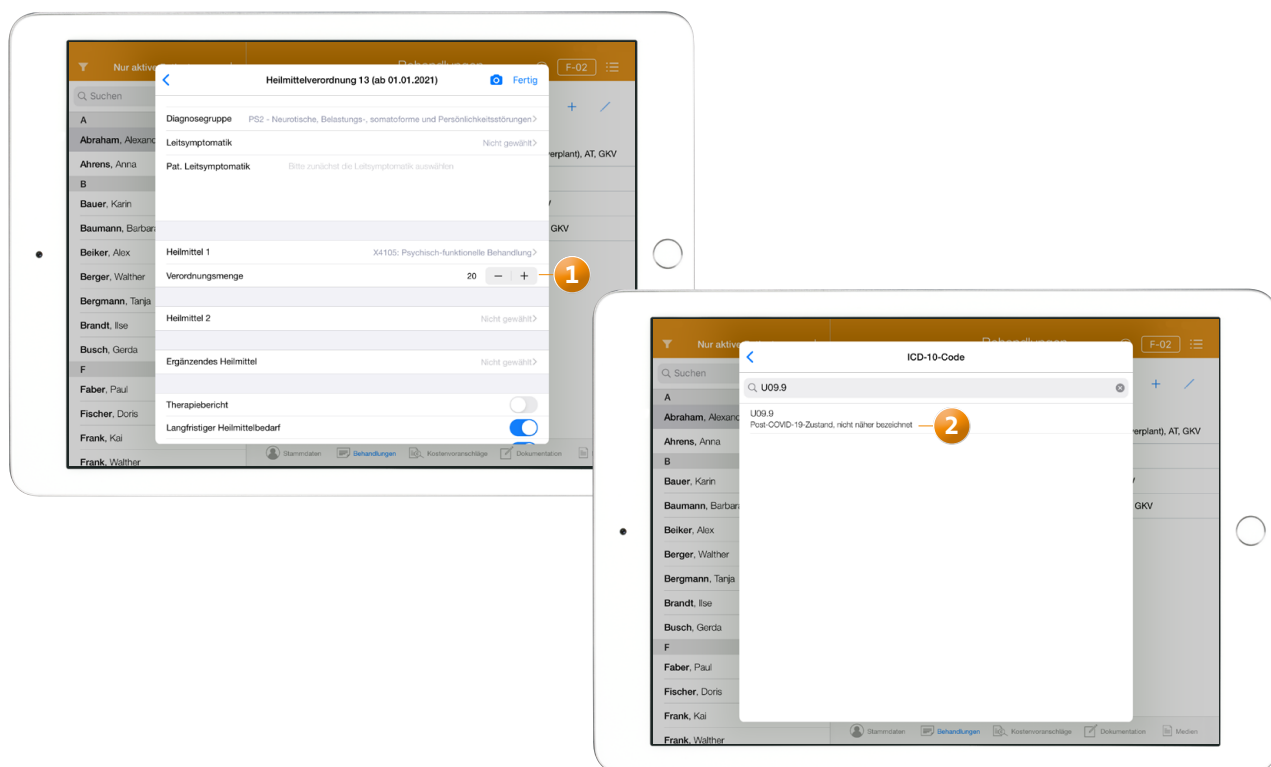 Nur aktive
F-02
Suchen
A
Abraham, Alexand
Ahrens, Anna
B
Bauer, Karin
Baumann, Barbar
Beiker, Alex
Berger, Walther
Bergmann, Tanja
Brandt, Ilse
Busch, Gerda
F
Faber, Paul
Fischer, Doris
Frank, Kai
Frank, Walther
Heilmittelverordnung 13 (ab 01.01.2021)
Fertig
Diagnosegruppe PS2 - Neurotische, Belastungs-, somatoforme und Persönlichkeitsstörungen
Leitsymptomatik Nicht gewählt
Pat. Leitsymptomatik Bitte zunächst die Leitsymptomatik auswählen
Heilmittel 1 X4105: Psychisch-funktionelle Behandlung
Verordnungsmenge 20 − +
1
Heilmittel 2 Nicht gewählt
Ergänzendes Heilmittel Nicht gewählt
Therapiebericht
Langfristiger Heilmittelbedarf
erplant), AT, GKV
GKV
Stammdaten Behandlungen Kostenvoranschläge Dokumentation
Nur aktive
F-02
Suchen
A
Abraham, Alexand
Ahrens, Anna
B
Bauer, Karin
Baumann, Barbar
Beiker, Alex
Berger, Walther
Bergmann, Tanja
Brandt, Ilse
Busch, Gerda
F
Faber, Paul
Fischer, Doris
Frank, Kai
Frank, Walther
ICD-10-Code
U09.9
U09.9
Post-COVID-19-Zustand, nicht näher bezeichnet
2
erplant), AT, GKV
GKV
Stammdaten Behandlungen Kostenvoranschläge Dokumentation Medien